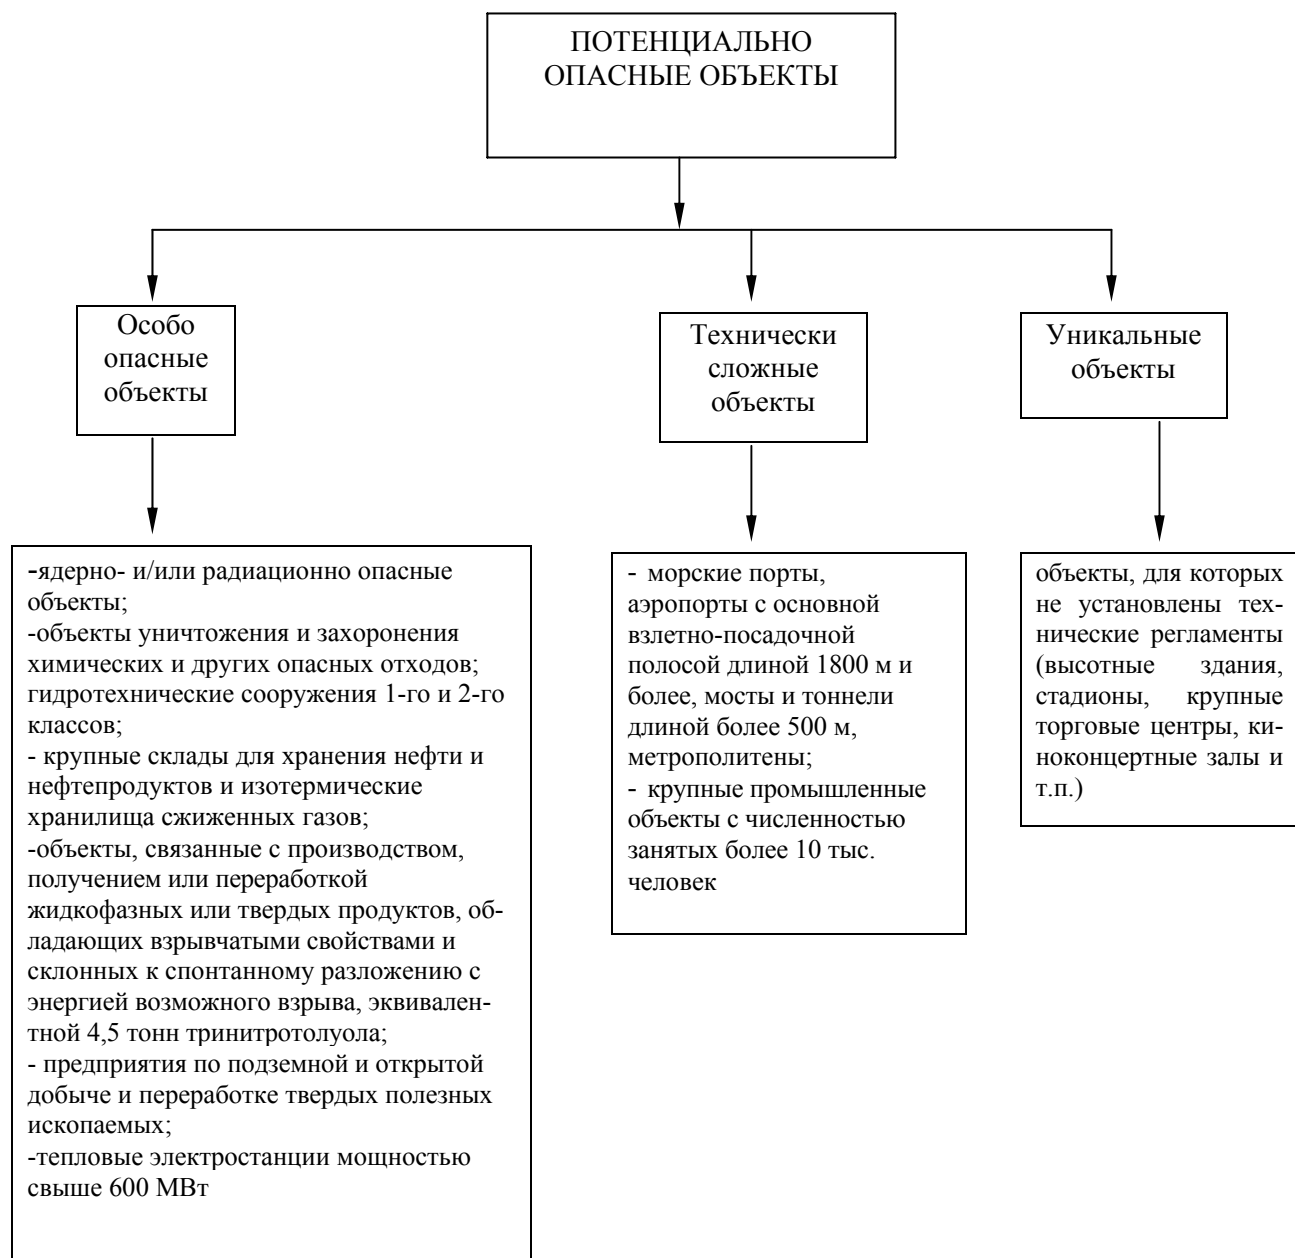 ПОТЕНЦИАЛЬНО
ОПАСНЫЕ ОБЪЕКТЫ
Особо
опасные
объекты
Технически
сложные
объекты
Уникальные
объекты
-ядерно- и/или радиационно опасные
объекты;
-объекты уничтожения и захоронения
химических и других опасных отходов;
гидротехнические сооружения 1-го и 2-го
классов;
- крупные склады для хранения нефти и
нефтепродуктов и изотермические
хранилища сжиженных газов;
-объекты, связанные с производством,
получением или переработкой
жидкофазных или твердых продуктов, об-
ладающих взрывчатыми свойствами и
склонных к спонтанному разложению с
энергией возможного взрыва, эквивален-
тной 4,5 тонн тринитротолуола;
- предприятия по подземной и открытой
добыче и переработке твердых полезных
ископаемых;
-тепловые электростанции мощностью
свыше 600 МВт
- морские порты,
аэропорты с основной
взлетно-посадочной
полосой длиной 1800 м и
более, мосты и тоннели
длиной более 500 м,
метрополитены;
- крупные промышленные
объекты с численностью
занятых более 10 тыс.
человек
объекты, для которых
не установлены тех-
нические регламенты
(высотные здания,
стадионы, крупные
торговые центры, ки-
ноконцертные залы и
т.п.)